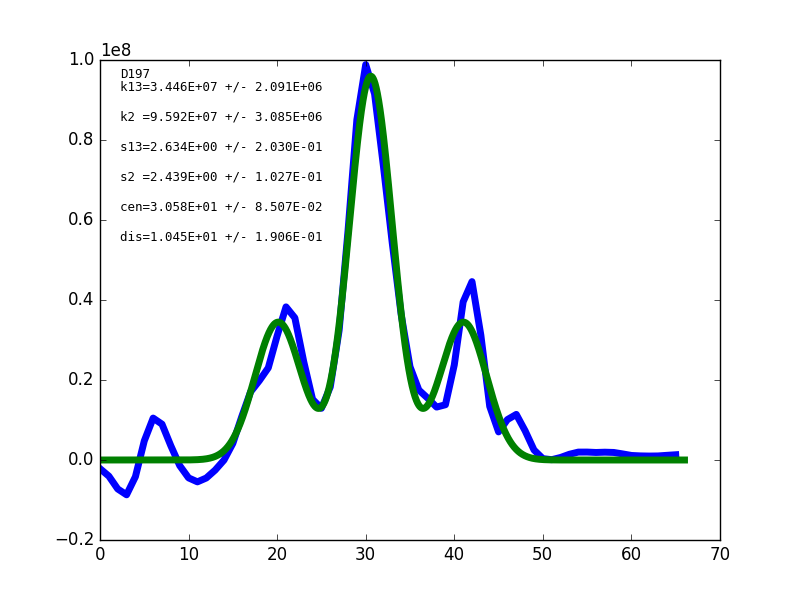 1e8
D197
k13=3.446E+07 +/- 2.091E+06
k2 =9.592E+07 +/- 3.085E+06
s13=2.634E+00 +/- 2.030E-01
s2 =2.439E+00 +/- 1.027E-01
cen=3.058E+01 +/- 8.507E-02
dis=1.045E+01 +/- 1.906E-01
1.0
0.8
0.6
0.4
0.2
0.0
−0.2
0 10 20 30 40 50 60 70